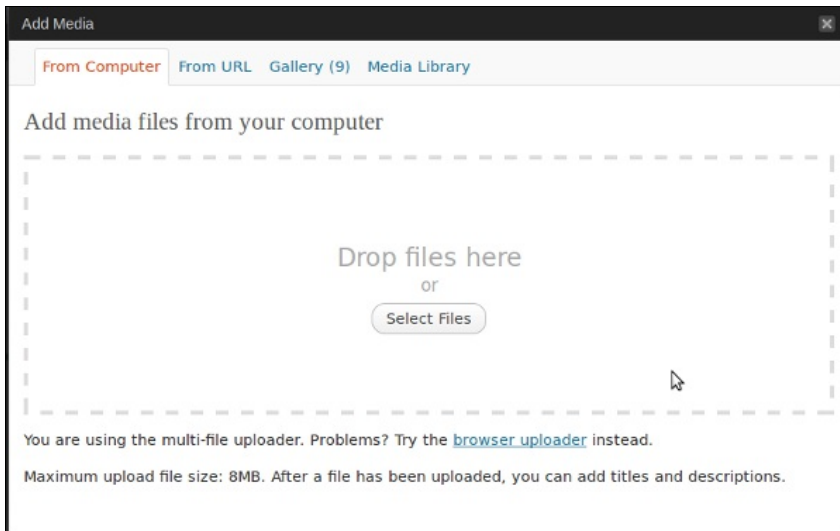 Add Media
From Computer From URL Gallery (9) Media Library
Add media files from your computer
Drop files here
or
Select Files
You are using the multi-file uploader. Problems? Try the browser uploader instead.
Maximum upload file size: 8MB. After a file has been uploaded, you can add titles and descriptions.